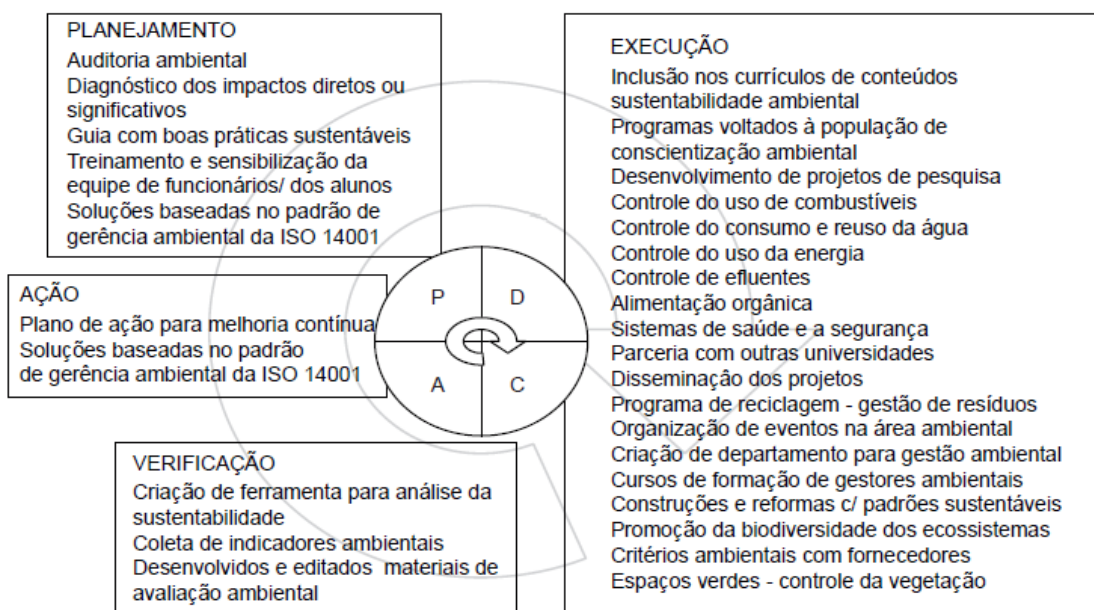 PLANEJAMENTO
Auditoria ambiental
Diagnóstico dos impactos diretos ou
significativos
Guia com boas práticas sustentáveis
Treinamento e sensibilização da
equipe de funcionários/ dos alunos
Soluções baseadas no padrão de
gerência ambiental da ISO 14001
EXECUÇÃO
Inclusão nos currículos de conteúdos
sustentabilidade ambiental
Programas voltados à população de
conscientização ambiental
Desenvolvimento de projetos de pesquisa
Controle do uso de combustíveis
Controle do consumo e reuso da água
Controle do uso da energia
Controle de efluentes
Alimentação orgânica
Sistemas de saúde e a segurança
Parceria com outras universidades
Disseminaçâo dos projetos
Programa de reciclagem - gestão de resíduos
Organização de eventos na área ambiental
Criação de departamento para gestão ambiental
Cursos de formação de gestores ambientais
Construções e reformas c/ padrões sustentáveis
Promoção da biodiversidade dos ecossistemas
Critérios ambientais com fornecedores
Espaços verdes - controle da vegetação
AÇÃO
Plano de ação para melhoria contínua
Soluções baseadas no padrão
de gerência ambiental da ISO 14001
P D
A C
VERIFICAÇÃO
Criação de ferramenta para análise da
sustentabilidade
Coleta de indicadores ambientais
Desenvolvidos e editados materiais de
avaliação ambiental